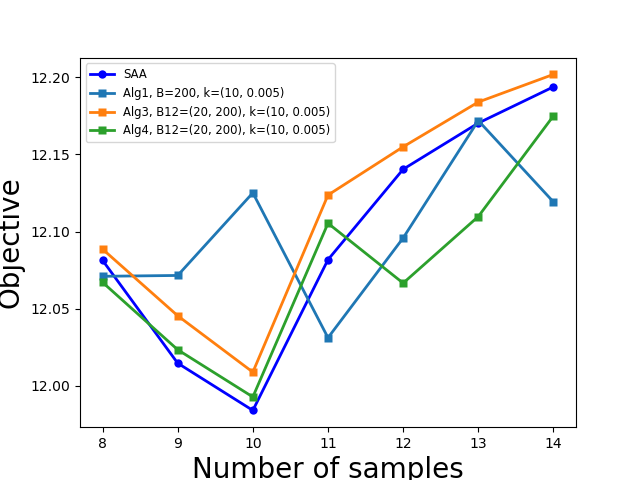 SAA
Alg1, B=200, k=(10, 0.005)
Alg3, B12=(20, 200), k=(10, 0.005)
Alg4, B12=(20, 200), k=(10, 0.005)
Objective
12.20
12.15
12.10
12.05
12.00
8 9 10 11 12 13 14
Number of samples